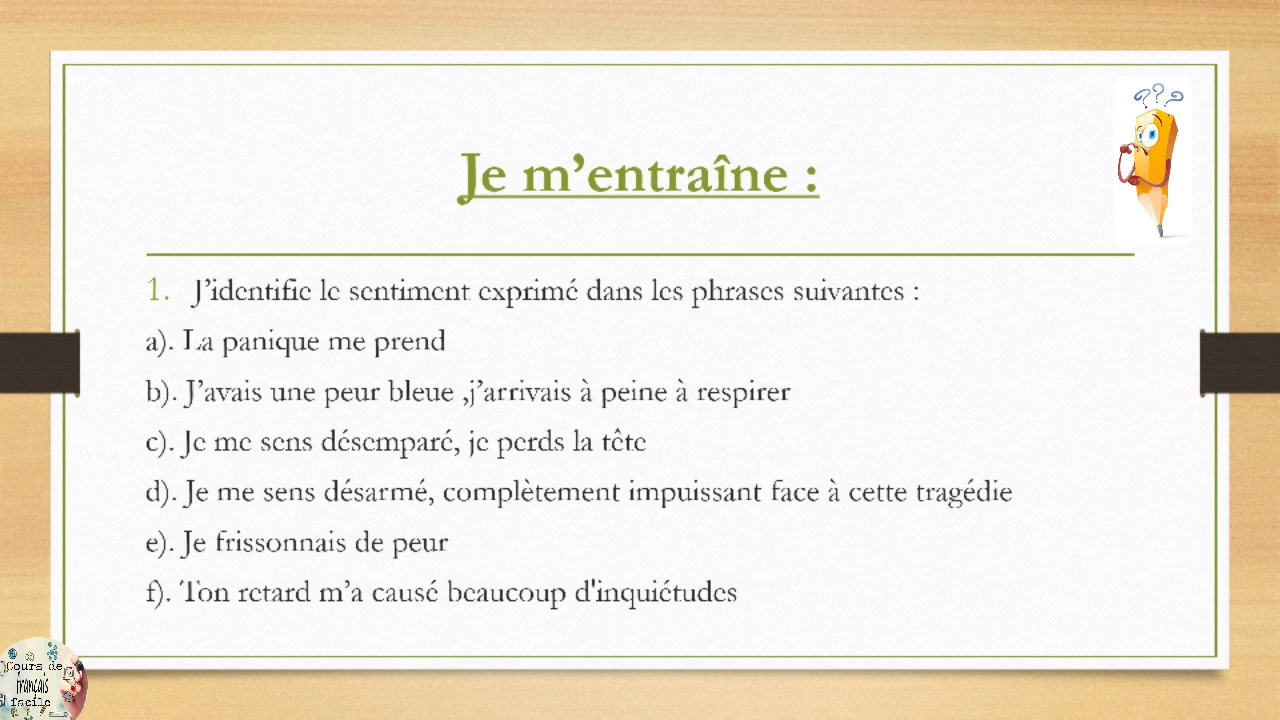 Je m’entraîne :
1. J’identifie le sentiment exprimé dans les phrases suivantes :
a). La panique me prend
b). J’avais une peur bleue ,j’arrivais à peine à respirer
c). Je me sens désemparé, je perds la tête
d). Je me sens désarmé, complètement impuissant face à cette tragédie
e). Je frissonnais de peur
f). Ton retard m’a causé beaucoup d'inquiétudes
Cours de
français
facile